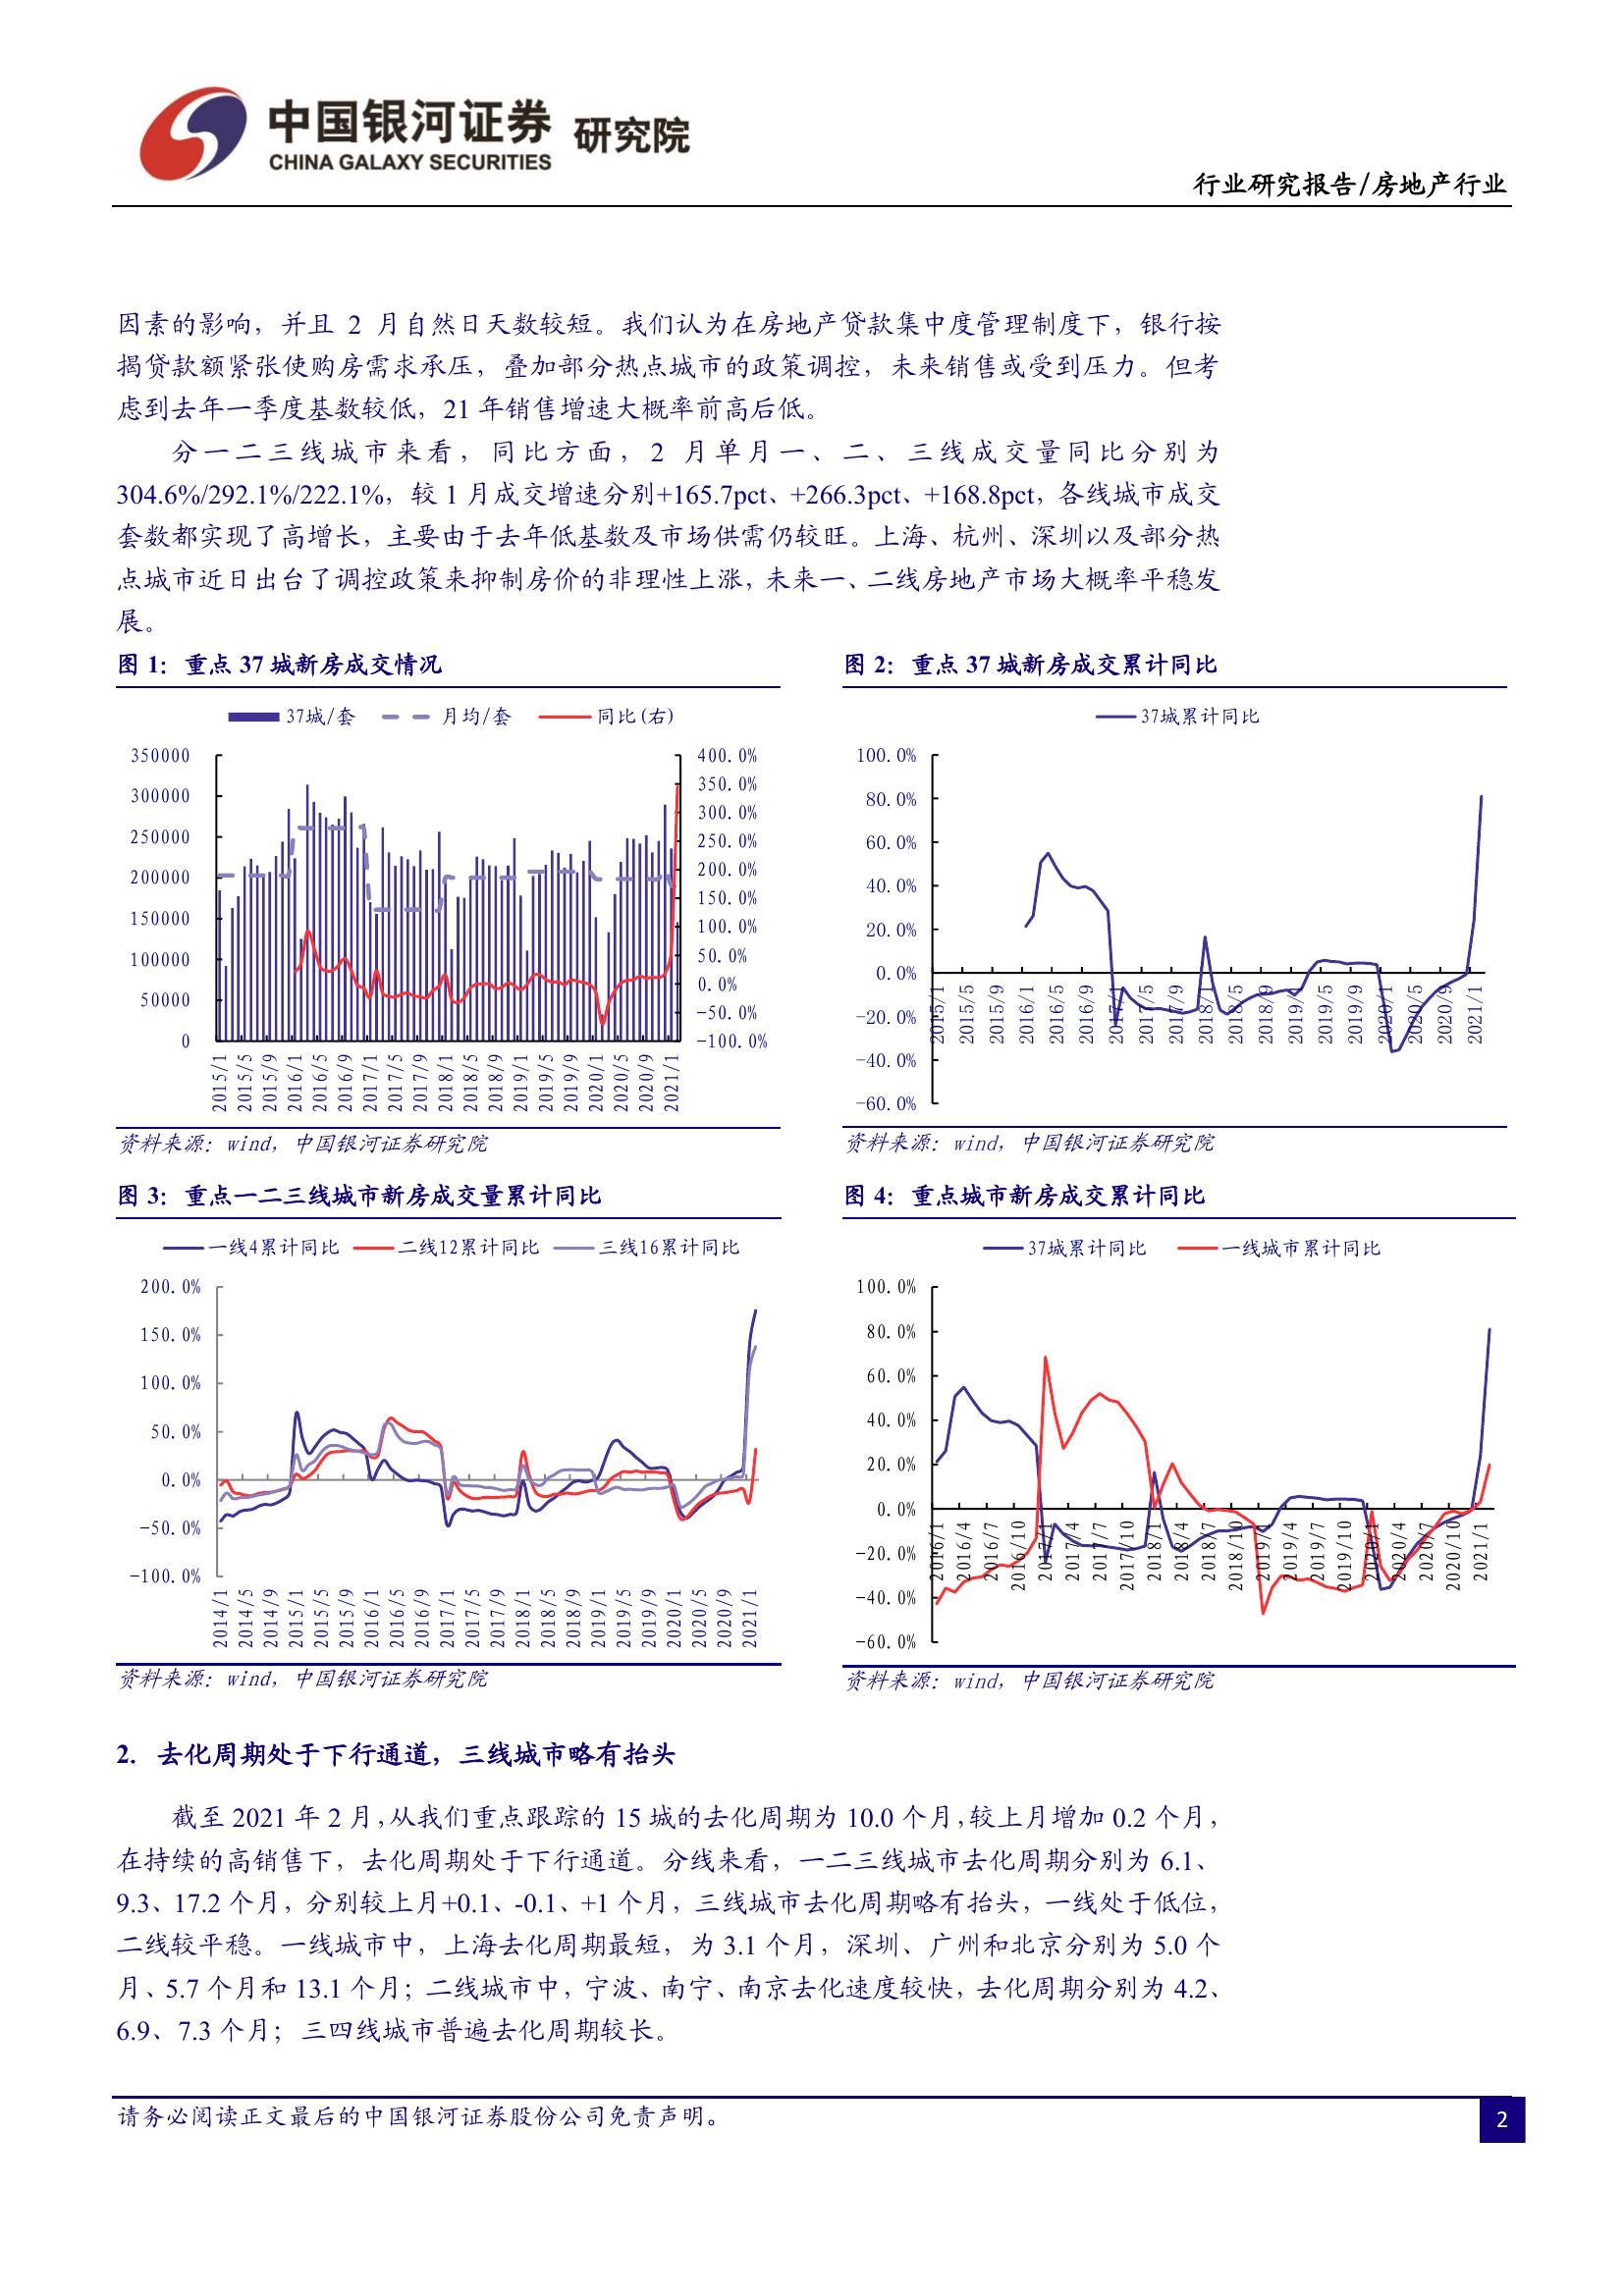 中国银河证券 研究院
CHINA GALAXY SECURITIES
行业研究报告/房地产行业
因素的影响，并且 2 月自然日天数较短。我们认为在房地产贷款集中度管理制度下，银行按
揭贷款额紧张使购房需求承压，叠加部分热点城市的政策调控，未来销售或受到压力。但考
虑到去年一季度基数较低，21 年销售增速大概率前高后低。
分一二三线城市来看，同比方面，2 月单月一、二、三线成交量同比分别为
304.6%/292.1%/222.1%，较 1 月成交增速分别+165.7pct、+266.3pct、+168.8pct，各线城市成交
套数都实现了高增长，主要由于去年低基数及市场供需仍较旺。上海、杭州、深圳以及部分热
点城市近日出台了调控政策来抑制房价的非理性上涨，未来一、二线房地产市场大概率平稳发
展。
图 1：重点 37 城新房成交情况
37城/套 月均/套 同比(右)
350000
300000
250000
200000
150000
100000
50000
0
400.0%
350.0%
300.0%
250.0%
200.0%
150.0%
100.0%
50.0%
0.0%
-50.0%
-100.0%
2015/1 2015/5 2015/9 2016/1 2016/5 2016/9 2017/1 2017/5 2017/9 2018/1 2018/5 2018/9 2019/1 2019/5 2019/9 2020/1 2020/5 2020/9 2021/1
资料来源：wind，中国银河证券研究院
图 2：重点 37 城新房成交累计同比
37城累计同比
100.0%
80.0%
60.0%
40.0%
20.0%
0.0%
-20.0%
-40.0%
-60.0%
2015/1 2015/5 2015/9 2016/1 2016/5 2016/9 2017/1 2017/5 2017/9 2018/1 2018/5 2018/9 2019/1 2019/5 2019/9 2020/1 2020/5 2020/9 2021/1
资料来源：wind，中国银河证券研究院
图 3：重点一二三线城市新房成交量累计同比
一线4累计同比 二线12累计同比 三线16累计同比
200.0%
150.0%
100.0%
50.0%
0.0%
-50.0%
-100.0%
2014/1 2014/5 2014/9 2015/1 2015/5 2015/9 2016/1 2016/5 2016/9 2017/1 2017/5 2017/9 2018/1 2018/5 2018/9 2019/1 2019/5 2019/9 2020/1 2020/5 2020/9 2021/1
资料来源：wind，中国银河证券研究院
图 4：重点城市新房成交累计同比
37城累计同比 一线城市累计同比
100.0%
80.0%
60.0%
40.0%
20.0%
0.0%
-20.0%
-40.0%
-60.0%
2016/1 2016/4 2016/7 2016/10 2017/1 2017/4 2017/7 2017/10 2018/1 2018/4 2018/7 2018/10 2019/1 2019/4 2019/7 2019/10 2020/1 2020/4 2020/7 2020/10 2021/1
资料来源：wind，中国银河证券研究院
2. 去化周期处于下行通道，三线城市略有抬头
截至 2021 年 2 月，从我们重点跟踪的 15 城的去化周期为 10.0 个月，较上月增加 0.2 个月，
在持续的高销售下，去化周期处于下行通道。分线来看，一二三线城市去化周期分别为 6.1、
9.3、17.2 个月，分别较上月+0.1、-0.1、+1 个月，三线城市去化周期略有抬头，一线处于低位，
二线较平稳。一线城市中，上海去化周期最短，为 3.1 个月，深圳、广州和北京分别为 5.0 个
月、5.7 个月和 13.1 个月；二线城市中，宁波、南宁、南京去化速度较快，去化周期分别为 4.2、
6.9、7.3 个月；三四线城市普遍去化周期较长。
请务必阅读正文最后的中国银河证券股份公司免责声明。
2